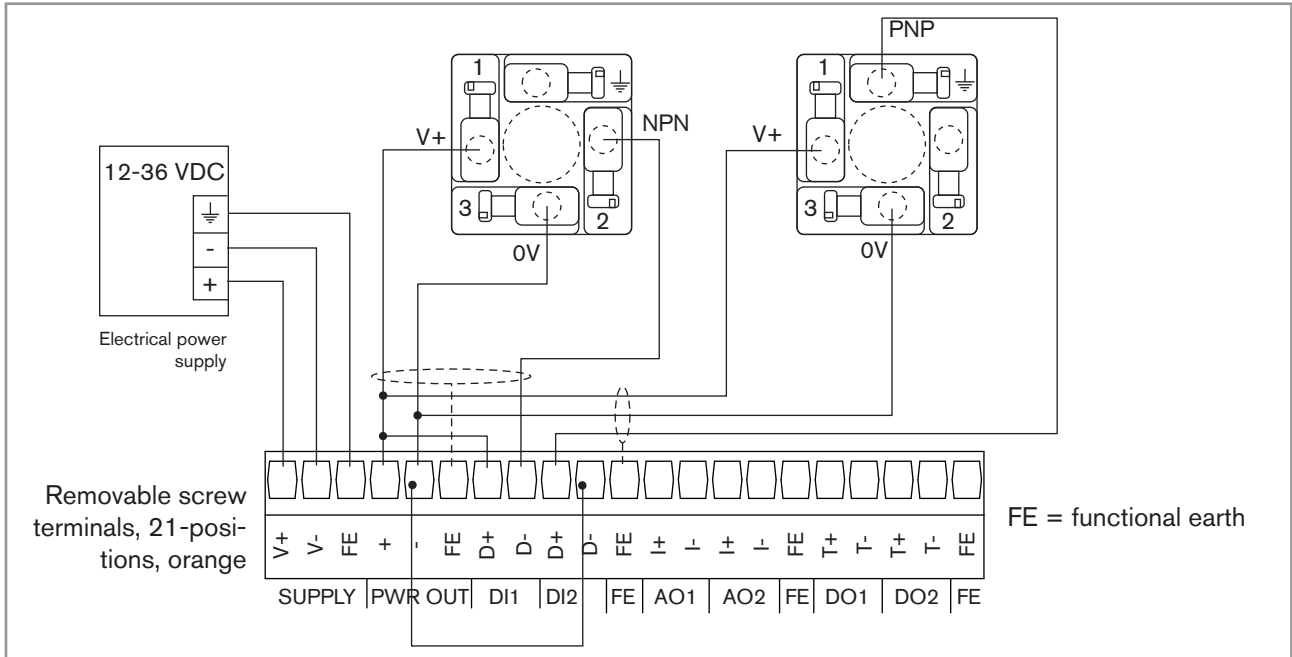 PNP
1
1
NPN
V+
V+
12-36 VDC
3
2
3
2
-
0V
0V
+
Electrical power
supply
Removable screw
terminals, 21-posi-
tions, orange
FE = functional earth
V+ V- FE + - FE D+ D- D+ D- FE I+ I- I+ I- FE T+ T- T+ T- FE
SUPPLY PWR OUT DI1 DI2 FE AO1 AO2 FE DO1 DO2 FE